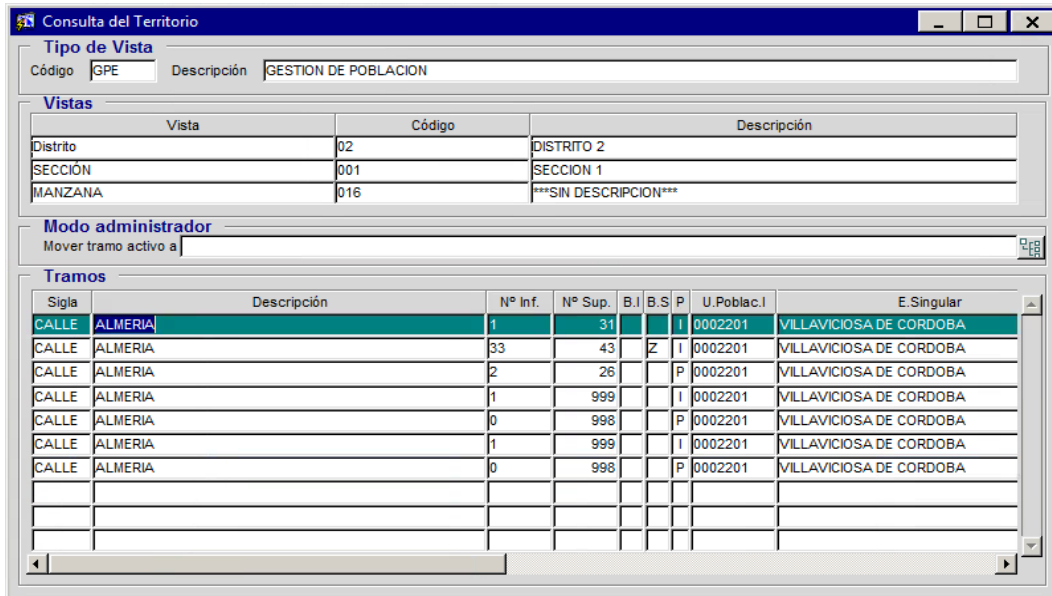 Consulta del Territorio
Tipo de Vista
Código GPE Descripción GESTION DE POBLACION
Vistas
Vista Código Descripción
Distrito 02 DISTRITO 2
SECCIÓN 001 SECCION 1
MANZANA 016 ***SIN DESCRIPCION***
Modo administrador
Mover tramo activo a
Tramos
Sigla Descripción Nº Inf. Nº Sup. B.I B.S P U.Poblac.I E.Singular
CALLE ALMERIA 1 31 I 0002201 VILLAVICIOSA DE CORDOBA
CALLE ALMERIA 33 43 Z I 0002201 VILLAVICIOSA DE CORDOBA
CALLE ALMERIA 2 26 P 0002201 VILLAVICIOSA DE CORDOBA
CALLE ALMERIA 1 999 I 0002201 VILLAVICIOSA DE CORDOBA
CALLE ALMERIA 0 998 P 0002201 VILLAVICIOSA DE CORDOBA
CALLE ALMERIA 1 999 I 0002201 VILLAVICIOSA DE CORDOBA
CALLE ALMERIA 0 998 P 0002201 VILLAVICIOSA DE CORDOBA